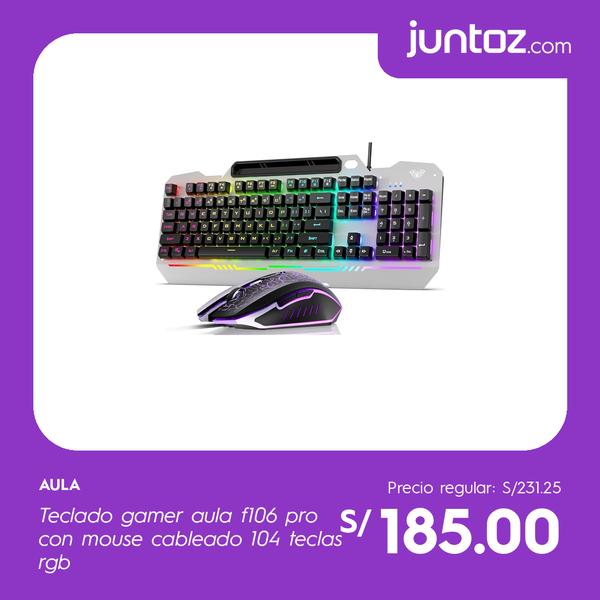 juntoz.com
AULA
Teclado gamer aula f106 pro
con mouse cableado 104 teclas
rgb
Precio regular: S/231.25
S/185.00